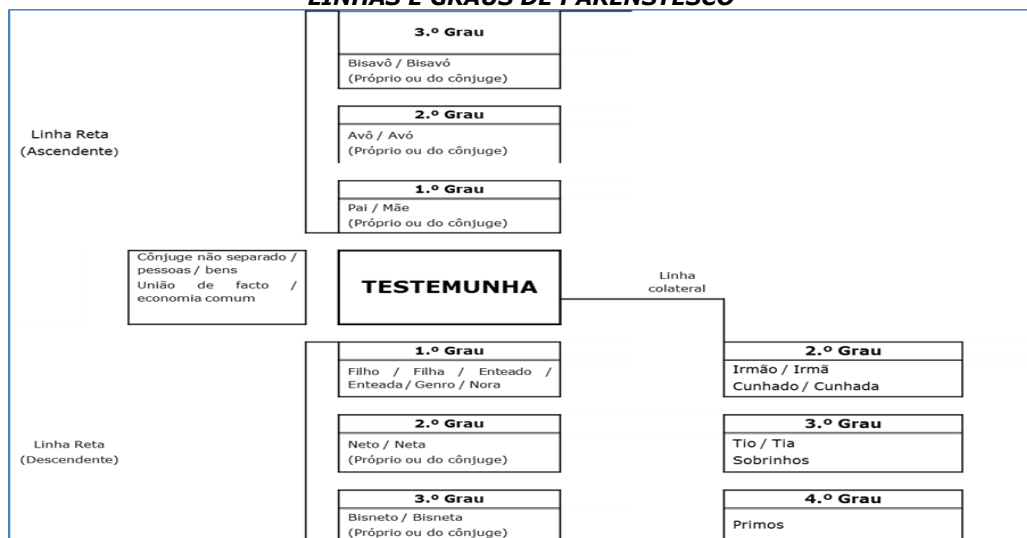 LINHAS E GRAUS DE PARENSTESCO
3.º Grau
Bisavô / Bisavó
(Próprio ou do cônjuge)
2.º Grau
Linha Reta
(Ascendente)
Avô / Avó
(Próprio ou do cônjuge)
1.º Grau
Pai / Mãe
(Próprio ou do cônjuge)
Cônjuge não separado /
pessoas / bens
União de facto /
economia comum
TESTEMUNHA
Linha
colateral
1.º Grau
Filho / Filha / Enteado /
Enteada / Genro / Nora
2.º Grau
Irmão / Irmã
Cunhado / Cunhada
Linha Reta
(Descendente)
2.º Grau
Neto / Neta
(Próprio ou do cônjuge)
3.º Grau
Tio / Tia
Sobrinhos
3.º Grau
Bisneto / Bisneta
(Próprio ou do cônjuge)
4.º Grau
Primos